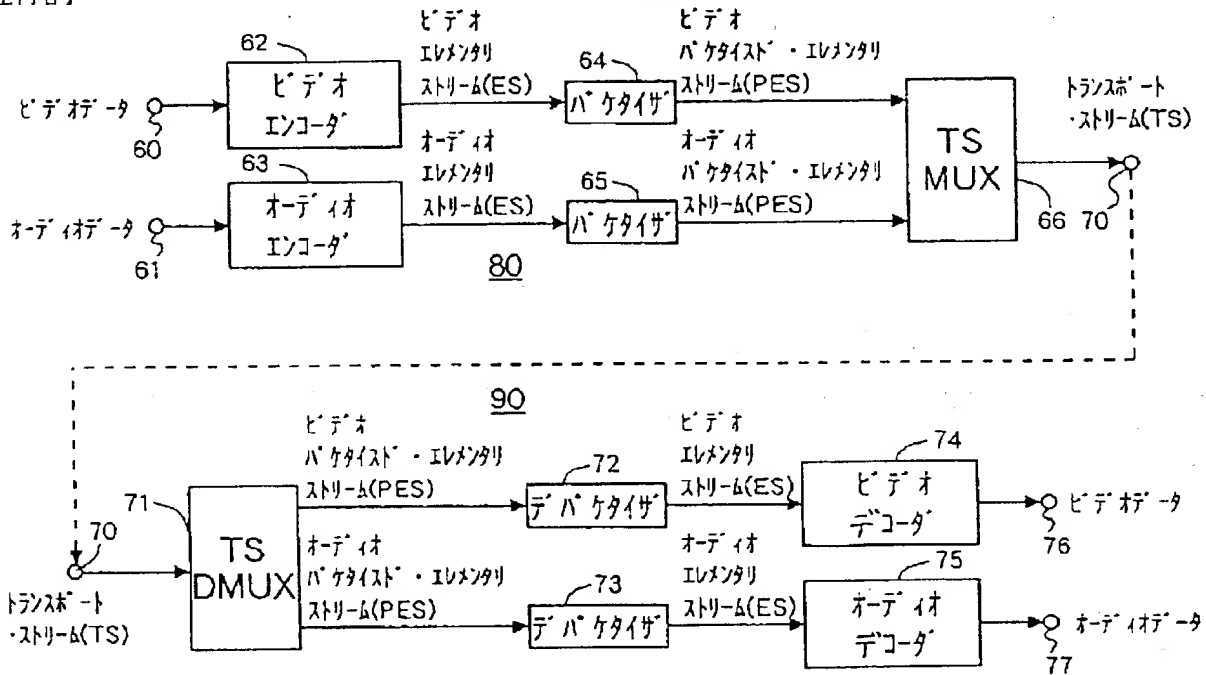 62
ビデオ
エレメンタリ
ストリーム(ES)
64
ビデオ
パケタイズド・エレメンタリ
ストリーム(PES)
ビデオデータ
60
ビデオ
エンコーダ
パケタイザ
トランスポート
・ストリーム(TS)
63
オーディオ
エレメンタリ
ストリーム(ES)
65
オーディオ
パケタイズド・エレメンタリ
ストリーム(PES)
TS
MUX
オーディオデータ
61
オーディオ
エンコーダ
パケタイザ
66
70
80
90
ビデオ
パケタイズド・エレメンタリ
ストリーム(PES)
72
ビデオ
エレメンタリ
ストリーム(ES)
74
71
デパケタイザ
ビデオ
デコーダ
ビデオデータ
76
70
TS
DMUX
オーディオ
パケタイズド・エレメンタリ
ストリーム(PES)
73
オーディオ
エレメンタリ
ストリーム(ES)
75
トランスポート
・ストリーム(TS)
デパケタイザ
オーディオ
デコーダ
オーディオデータ
77